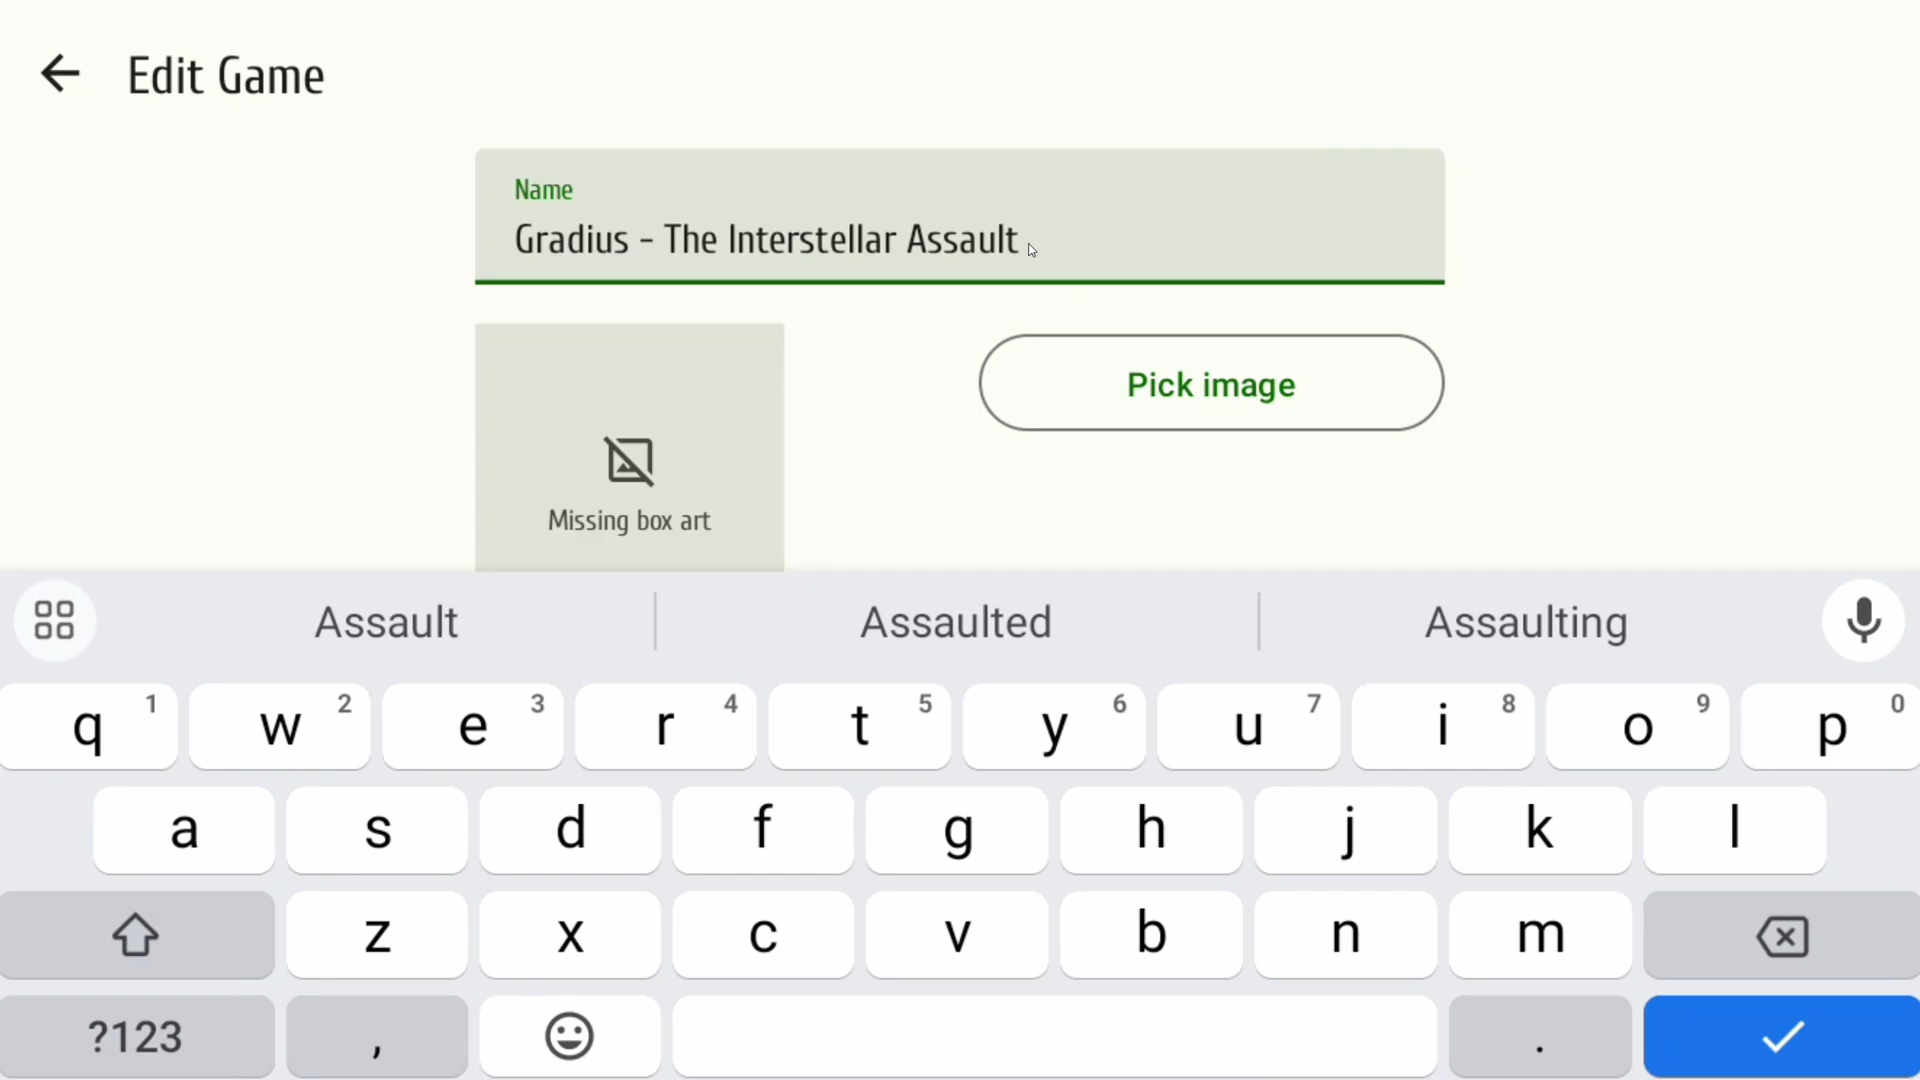 Edit Game
Name
Gradius - The Interstellar Assault
Pick image
Missing box art
Assault Assaulted Assaulting
q 1 w 2 e 3 r 4 t 5 y 6 u 7 i 8 o 9 p 0
a s d f g h j k l
z x c v b n m
?123 , .